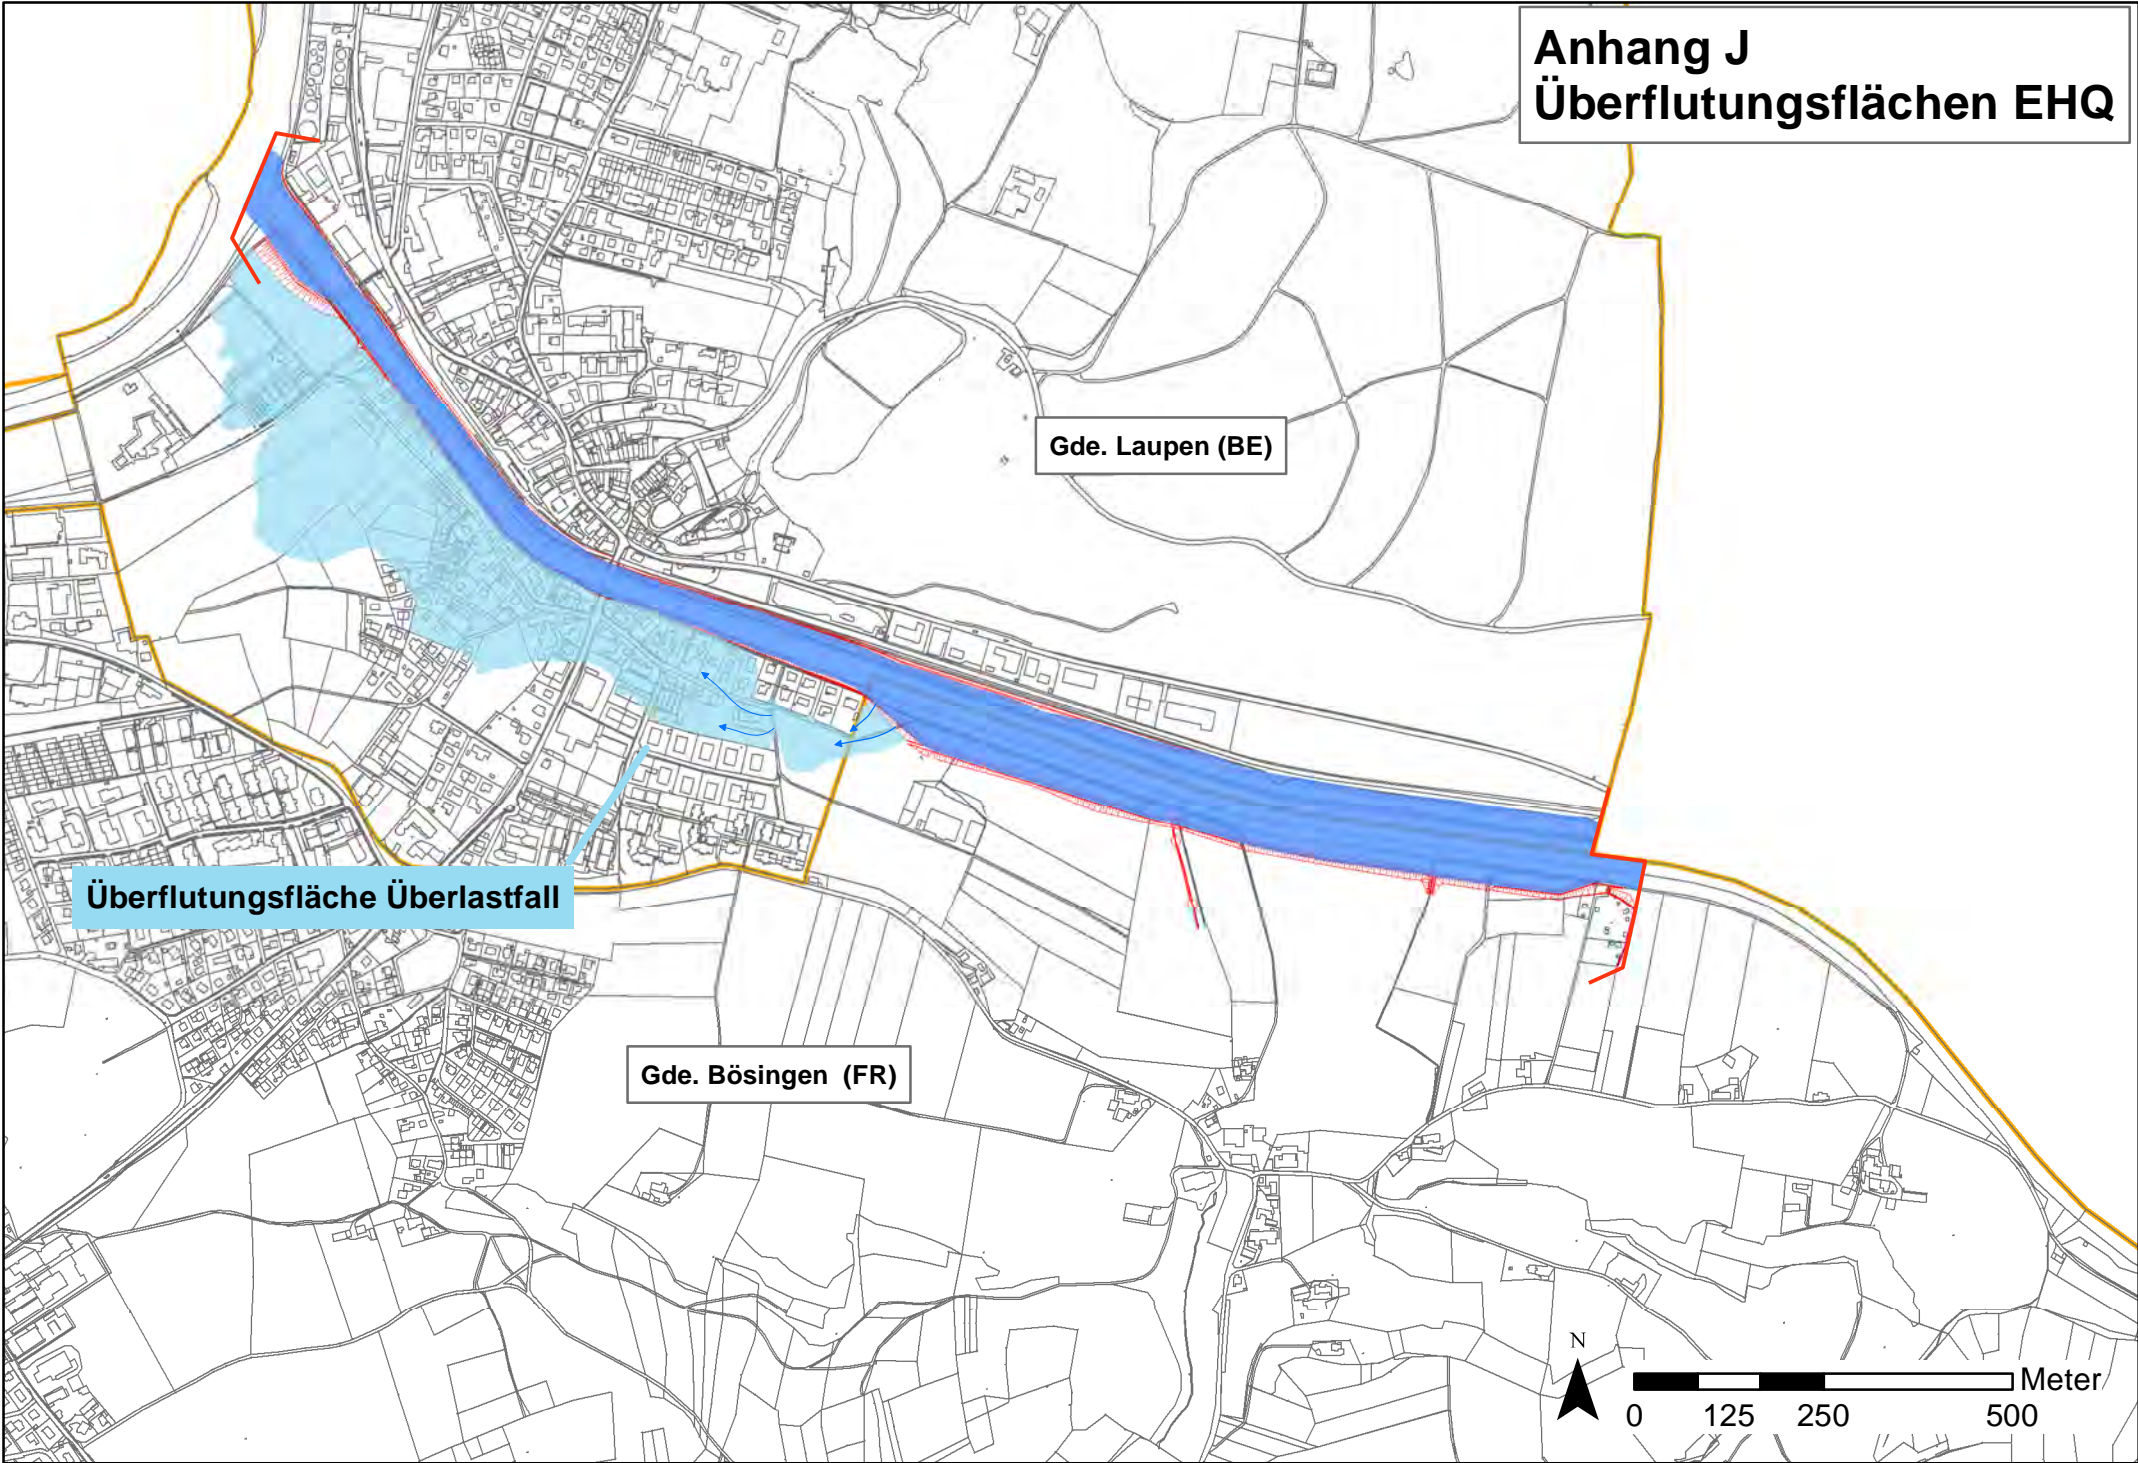 Anhang J
Überflutungsflächen EHQ
Gde. Laupen (BE)
Überflutungsfläche Überlastfall
Gde. Bösingen (FR)
N
Meter
0 125 250 500